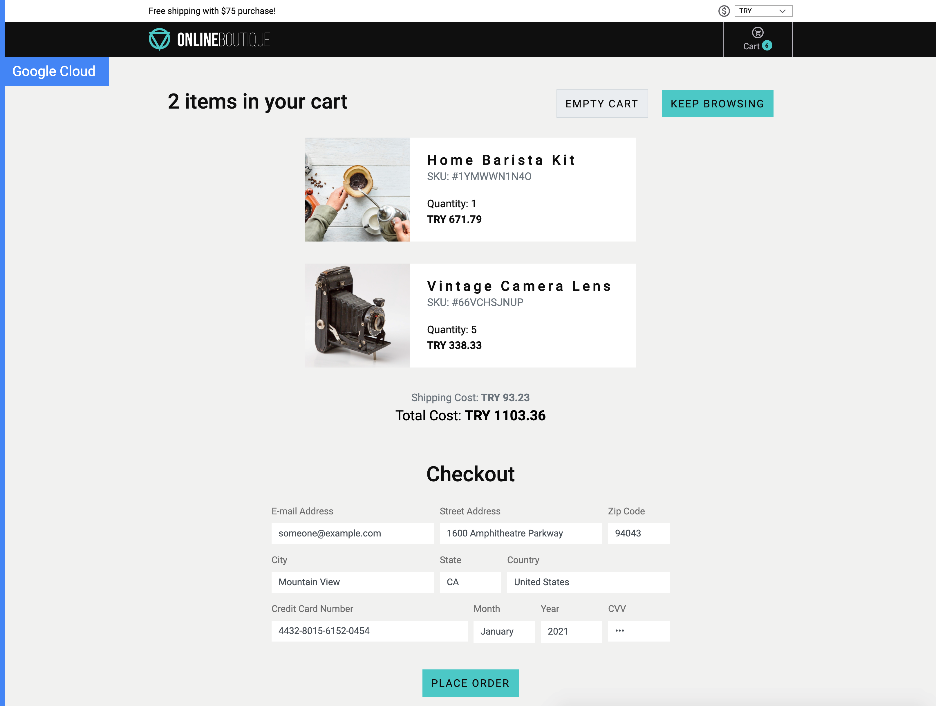 Free shipping with $75 purchase!
$ TRY
ONLINEBOUTIQUE
Cart 6
Google Cloud
2 items in your cart
EMPTY CART
KEEP BROWSING
Home Barista Kit
SKU: #1YMWWN1N4O
Quantity: 1
TRY 671.79
Vintage Camera Lens
SKU: #66VCHSJNUP
Quantity: 5
TRY 338.33
Shipping Cost: TRY 93.23
Total Cost: TRY 1103.36
Checkout
E-mail Address Street Address Zip Code
someone@example.com 1600 Amphitheatre Parkway 94043
City State Country
Mountain View CA United States
Credit Card Number Month Year CVV
4432-8015-6152-0454 January 2021 •••
PLACE ORDER